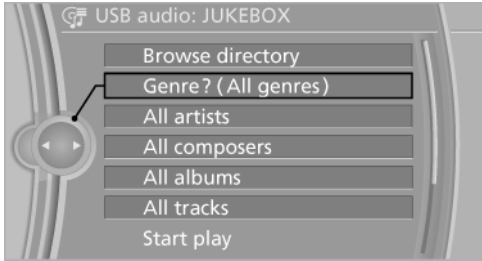 USB audio: JUKEBOX
Browse directory
Genre? (All genres)
All artists
All composers
All albums
All tracks
Start play